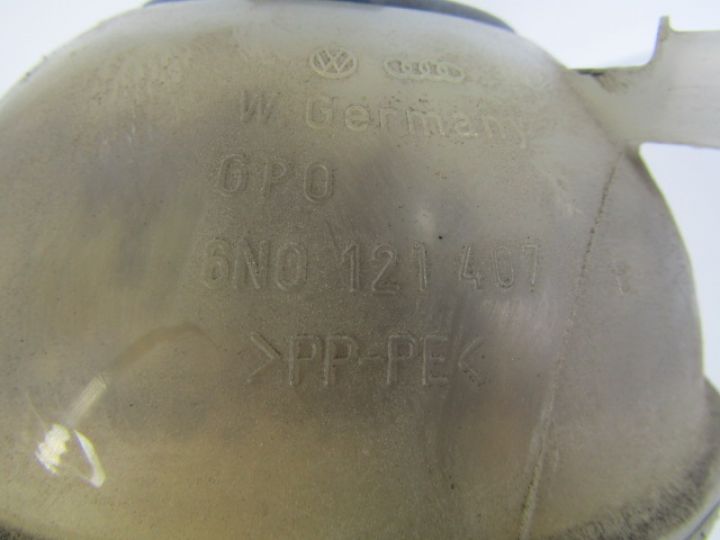 W. Germany
GPO
6N0 121 407
>PP-PE<